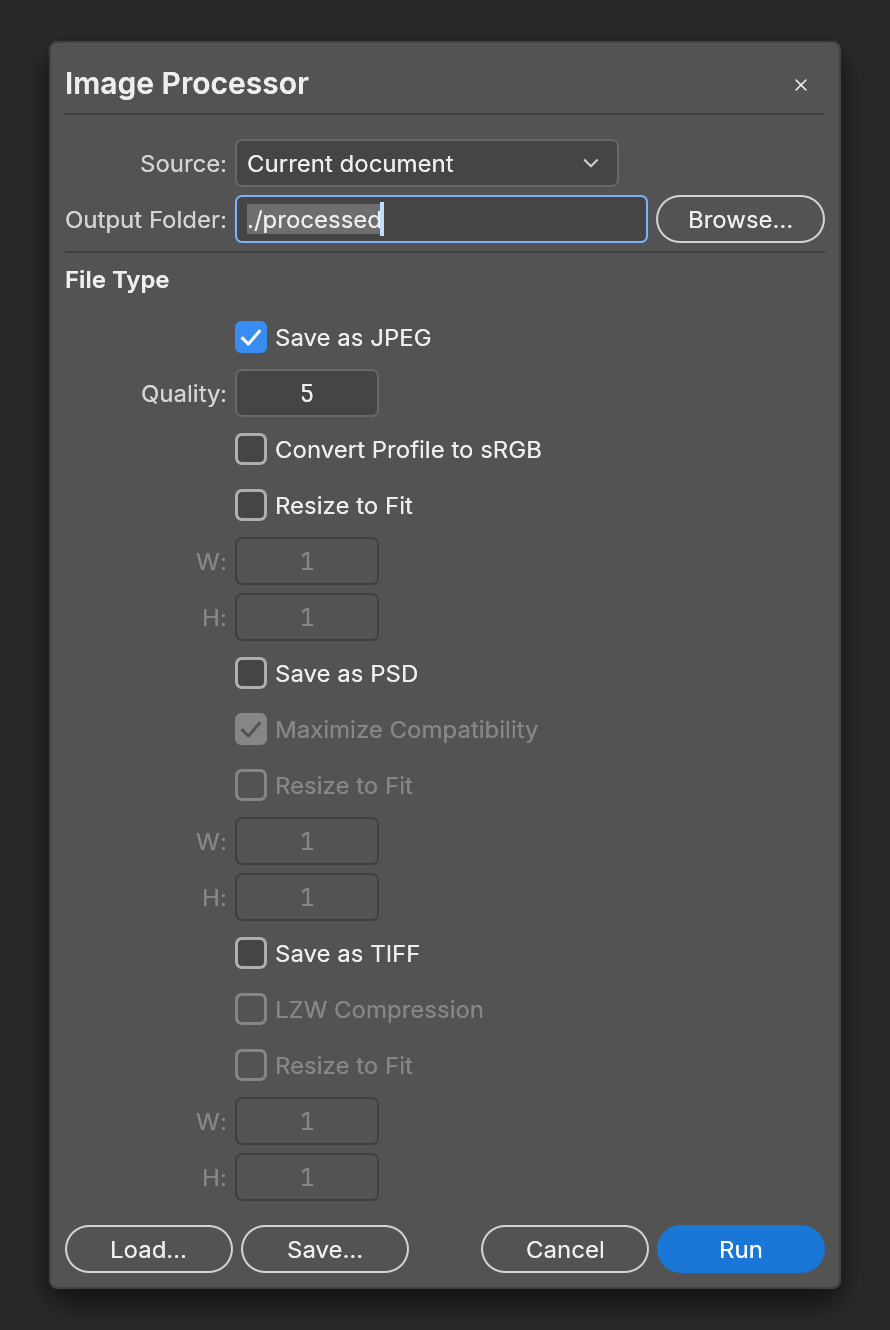 Image Processor
Source: Current document
Output Folder: ./processed Browse...
File Type
Save as JPEG
Quality: 5
Convert Profile to sRGB
Resize to Fit
W: 1
H: 1
Save as PSD
Maximize Compatibility
Resize to Fit
W: 1
H: 1
Save as TIFF
LZW Compression
Resize to Fit
W: 1
H: 1
Load... Save... Cancel Run